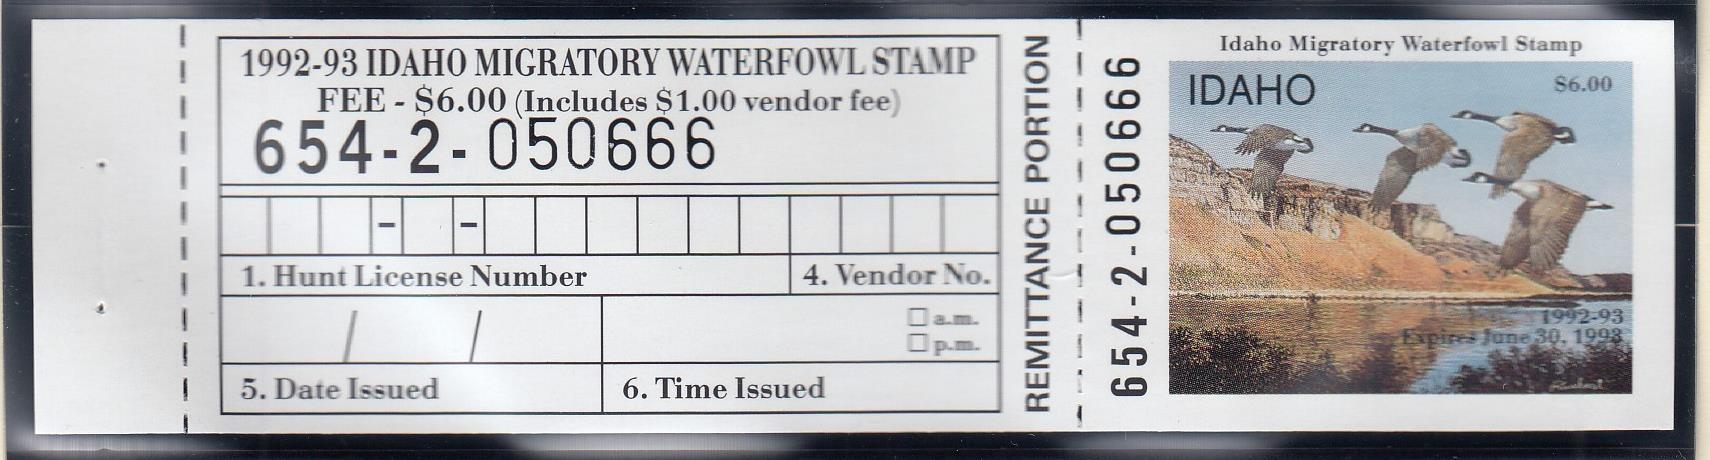 1992-93 IDAHO MIGRATORY WATERFOWL STAMP
FEE - $6.00 (Includes $1.00 vendor fee)
654-2-050666
- -
1. Hunt License Number
4. Vendor No.
/ /
a.m.
p.m.
5. Date Issued
6. Time Issued
REMITTANCE PORTION
654-2-050666
Idaho Migratory Waterfowl Stamp
IDAHO
$6.00
1992-93
Expires June 30, 1993